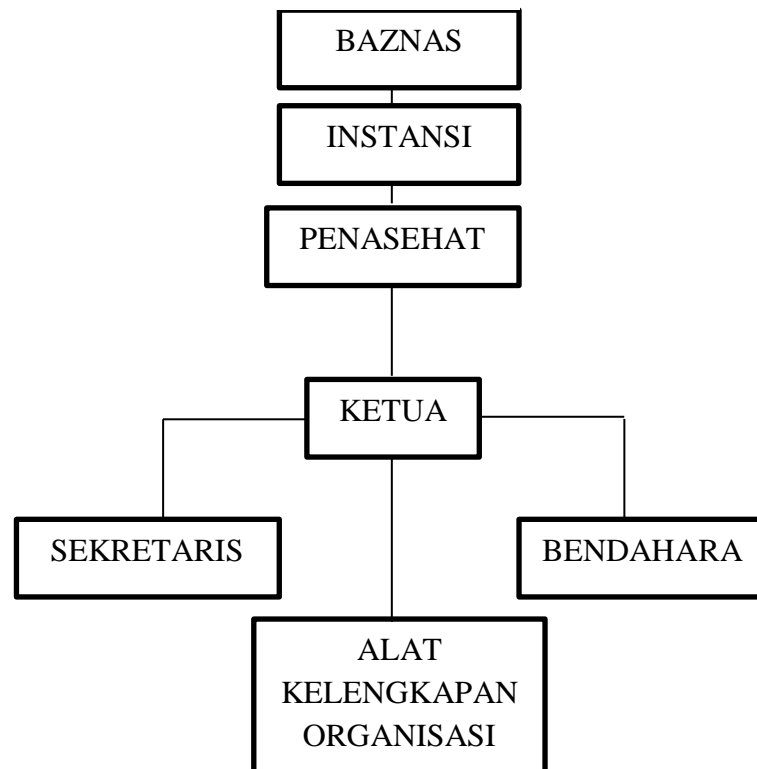 BAZNAS
INSTANSI
PENASEHAT
KETUA
SEKRETARIS
BENDAHARA
ALAT
KELENGKAPAN
ORGANISASI